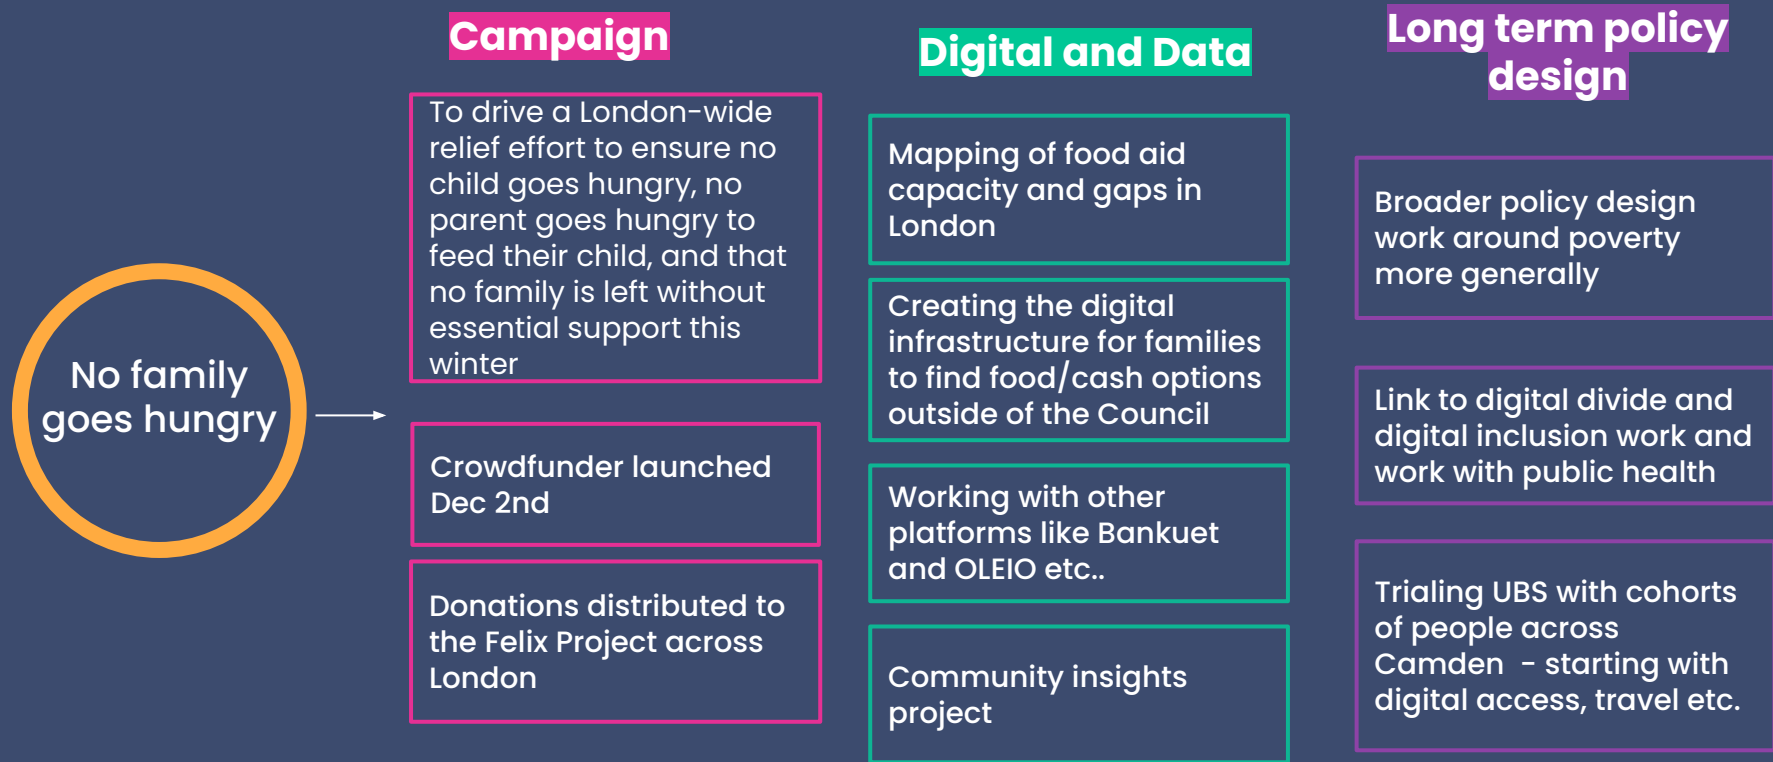 No family
goes hungry
Campaign
To drive a London-wide
relief effort to ensure no
child goes hungry, no
parent goes hungry to
feed their child, and that
no family is left without
essential support this
winter
Crowdfunder launched
Dec 2nd
Donations distributed to
the Felix Project across
London
Digital and Data
Mapping of food aid
capacity and gaps in
London
Creating the digital
infrastructure for families
to find food/cash options
outside of the Council
Working with other
platforms like Bankuet
and OLEIO etc..
Community insights
project
Long term policy
design
Broader policy design
work around poverty
more generally
Link to digital divide and
digital inclusion work and
work with public health
Trialing UBS with cohorts
of people across
Camden - starting with
digital access, travel etc.